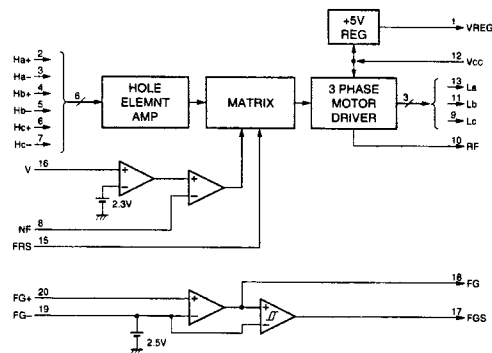 +5V
REG
1
VREG
12
Vcc
Ha+ 2
Ha- 3
Hb+ 4
Hb- 5
Hc+ 6
Hc- 7
6
HOLE
ELEMNT
AMP
MATRIX
3 PHASE
MOTOR
DRIVER
3
13 La
11 Lb
9 Lc
10 RF
V 16
+
-
2.3V
+
-
NF 8
FRS 15
FG+ 20
FG- 19
+
-
2.5V
+
-
18 FG
17 FGS